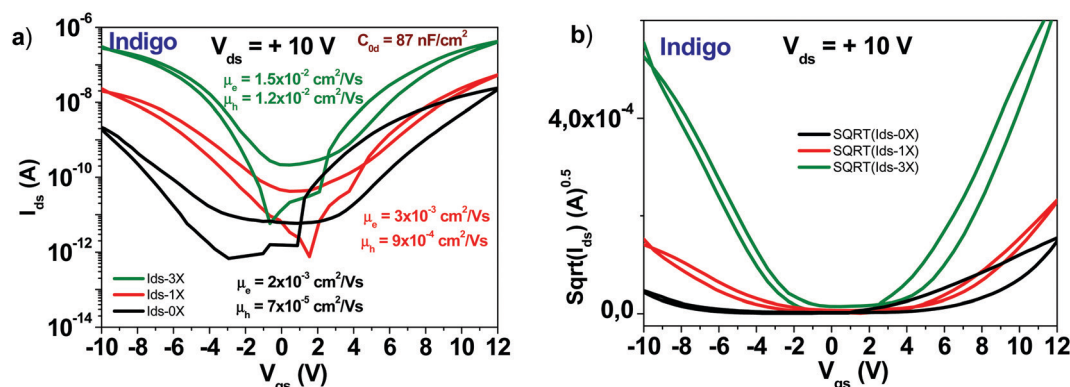 a)
Indigo
V_ds = + 10 V
C_0d = 87 nF/cm²
μ_e = 1.5x10⁻² cm²/Vs
μ_h = 1.2x10⁻² cm²/Vs
μ_e = 3x10⁻³ cm²/Vs
μ_h = 9x10⁻⁴ cm²/Vs
μ_e = 2x10⁻³ cm²/Vs
μ_h = 7x10⁻⁵ cm²/Vs
Ids-3X
Ids-1X
Ids-0X
I_ds (A)
10⁻⁶
10⁻⁸
10⁻¹⁰
10⁻¹²
10⁻¹⁴
-10 -8 -6 -4 -2 0 2 4 6 8 10 12
V_gs (V)
b)
Indigo
V_ds = + 10 V
SQRT(Ids-0X)
SQRT(Ids-1X)
SQRT(Ids-3X)
Sqrt(I_ds) (A)^0.5
4,0x10⁻⁴
0,0
-10 -8 -6 -4 -2 0 2 4 6 8 10 12
V_gs (V)